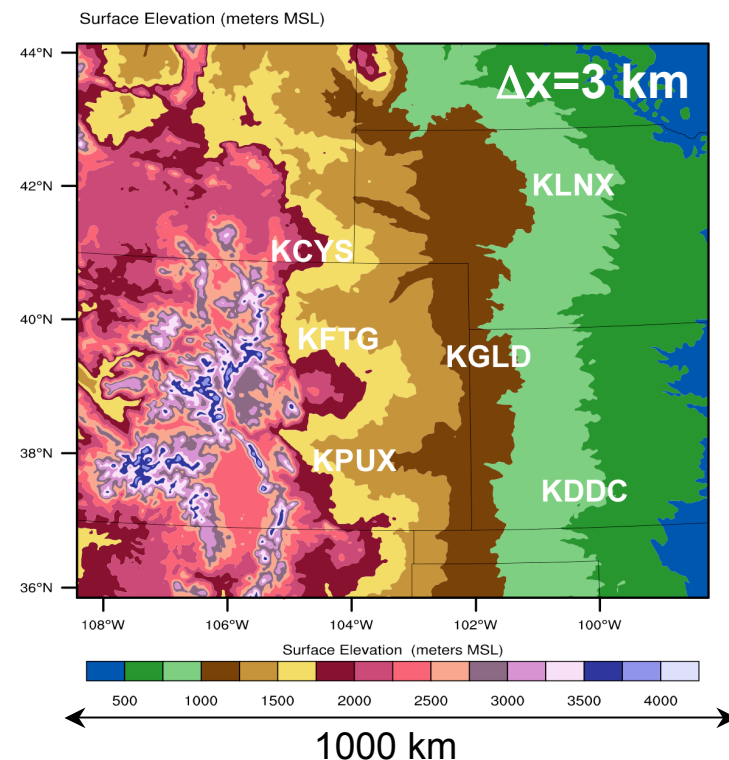 Surface Elevation (meters MSL)
44°N
Δx=3 km
42°N
KLNX
KCYS
40°N
KFTG
KGLD
38°N
KPUX
KDDC
36°N
108°W 106°W 104°W 102°W 100°W
Surface Elevation (meters MSL)
500 1000 1500 2000 2500 3000 3500 4000
1000 km